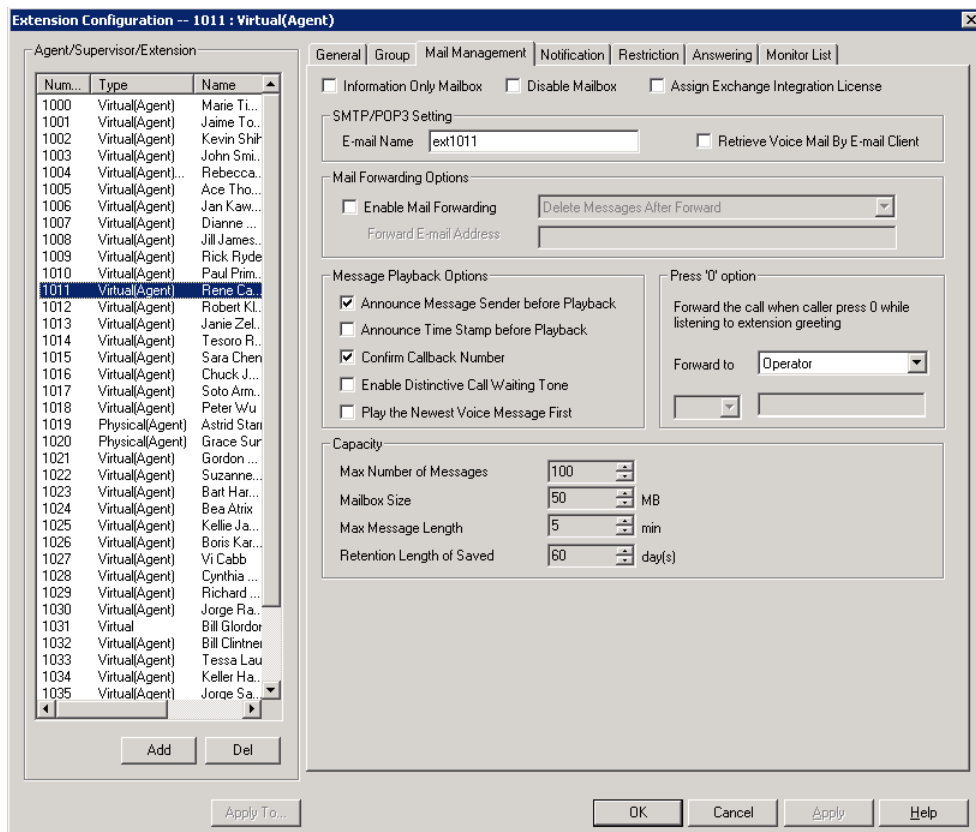 Extension Configuration -- 1011 : Virtual(Agent)
Agent/Supervisor/Extension
Num... Type Name
1000 Virtual(Agent) Marie Ti...
1001 Virtual(Agent) Jaime To...
1002 Virtual(Agent) Kevin Shih
1003 Virtual(Agent) John Smi...
1004 Virtual(Agent)... Rebecca...
1005 Virtual(Agent) Ace Tho...
1006 Virtual(Agent) Jan Kaw...
1007 Virtual(Agent) Dianne ...
1008 Virtual(Agent) Jill James...
1009 Virtual(Agent) Rick Ryde
1010 Virtual(Agent) Paul Prim...
1011 Virtual(Agent) Rene Ca...
1012 Virtual(Agent) Robert Kl...
1013 Virtual(Agent) Janie Zel...
1014 Virtual(Agent) Tesoro R...
1015 Virtual(Agent) Sara Chen
1016 Virtual(Agent) Chuck J...
1017 Virtual(Agent) Soto Arm...
1018 Virtual(Agent) Peter Wu
1019 Physical(Agent) Astrid Starr
1020 Physical(Agent) Grace Sun
1021 Virtual(Agent) Gordon ...
1022 Virtual(Agent) Suzanne...
1023 Virtual(Agent) Bart Har...
1024 Virtual(Agent) Bea Atrix
1025 Virtual(Agent) Kellie Ja...
1026 Virtual(Agent) Boris Kar...
1027 Virtual(Agent) Vi Cabb
1028 Virtual(Agent) Cynthia ...
1029 Virtual(Agent) Richard ...
1030 Virtual(Agent) Jorge Ra...
1031 Virtual Bill Glordon
1032 Virtual(Agent) Bill Clintner
1033 Virtual(Agent) Tessa Lau
1034 Virtual(Agent) Keller Ha...
1035 Virtual(Agent) Jorge Sa...
Add Del
General Group Mail Management Notification Restriction Answering Monitor List
Information Only Mailbox Disable Mailbox Assign Exchange Integration License
SMTP/POP3 Setting
E-mail Name ext1011 Retrieve Voice Mail By E-mail Client
Mail Forwarding Options
Enable Mail Forwarding Delete Messages After Forward
Forward E-mail Address
Message Playback Options
Announce Message Sender before Playback
Announce Time Stamp before Playback
Confirm Callback Number
Enable Distinctive Call Waiting Tone
Play the Newest Voice Message First
Press '0' option
Forward the call when caller press 0 while
listening to extension greeting
Forward to Operator
Capacity
Max Number of Messages 100
Mailbox Size 50 MB
Max Message Length 5 min
Retention Length of Saved 60 day(s)
Apply To... OK Cancel Apply Help